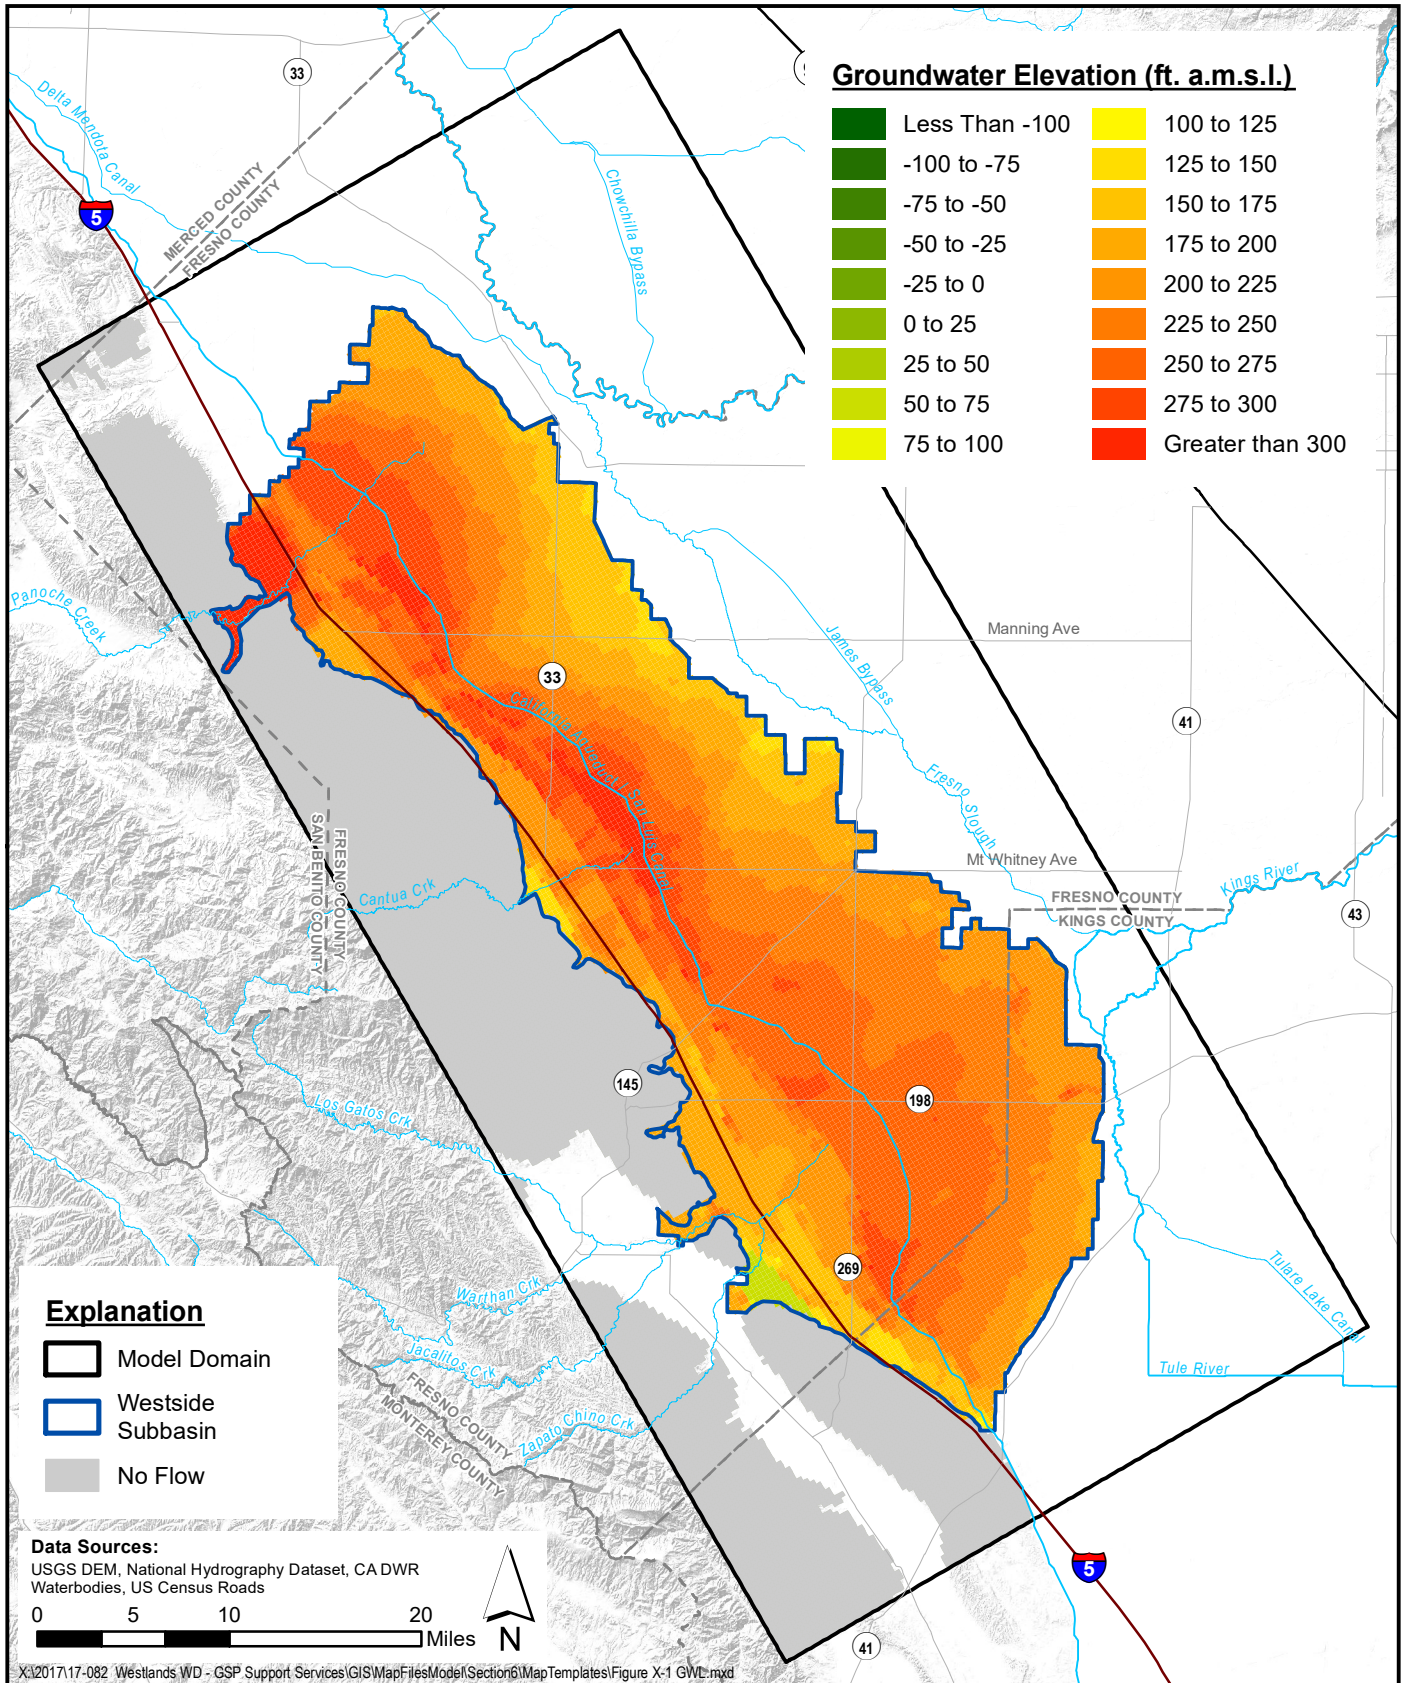 Groundwater Elevation (ft. a.m.s.l.)
Less Than -100
-100 to -75
-75 to -50
-50 to -25
-25 to 0
0 to 25
25 to 50
50 to 75
75 to 100
100 to 125
125 to 150
150 to 175
175 to 200
200 to 225
225 to 250
250 to 275
275 to 300
Greater than 300
33
Delta Mendota Canal
5
MERCED COUNTY
FRESNO COUNTY
Chowchilla Bypass
Panoche Creek
Manning Ave
James Bypass
33
41
California Aqueduct / San Luis Canal
Fresno Slough
SAN BENITO COUNTY
FRESNO COUNTY
Mt Whitney Ave
Kings River
Cantua Crk
FRESNO COUNTY
KINGS COUNTY
43
145
198
Los Gatos Crk
269
Tulare Lake Canal
Warthan Crk
Jacalitos Crk
Tule River
FRESNO COUNTY
MONTEREY COUNTY
Zapato Chino Crk
5
41
Explanation
Model Domain
Westside
Subbasin
No Flow
Data Sources:
USGS DEM, National Hydrography Dataset, CA DWR
Waterbodies, US Census Roads
0 5 10 20
Miles
N
X:\2017\17-082 Westlands WD - GSP Support Services\GIS\MapFilesModel\Section6\MapTemplates\Figure X-1 GWL.mxd